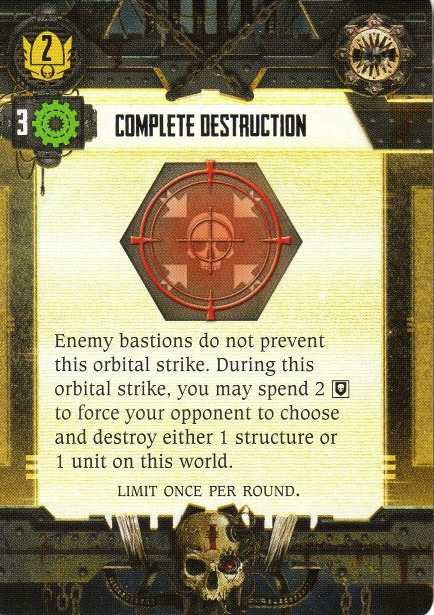 2
3 COMPLETE DESTRUCTION
Enemy bastions do not prevent
this orbital strike. During this
orbital strike, you may spend 2
to force your opponent to choose
and destroy either 1 structure or
1 unit on this world.
LIMIT ONCE PER ROUND.